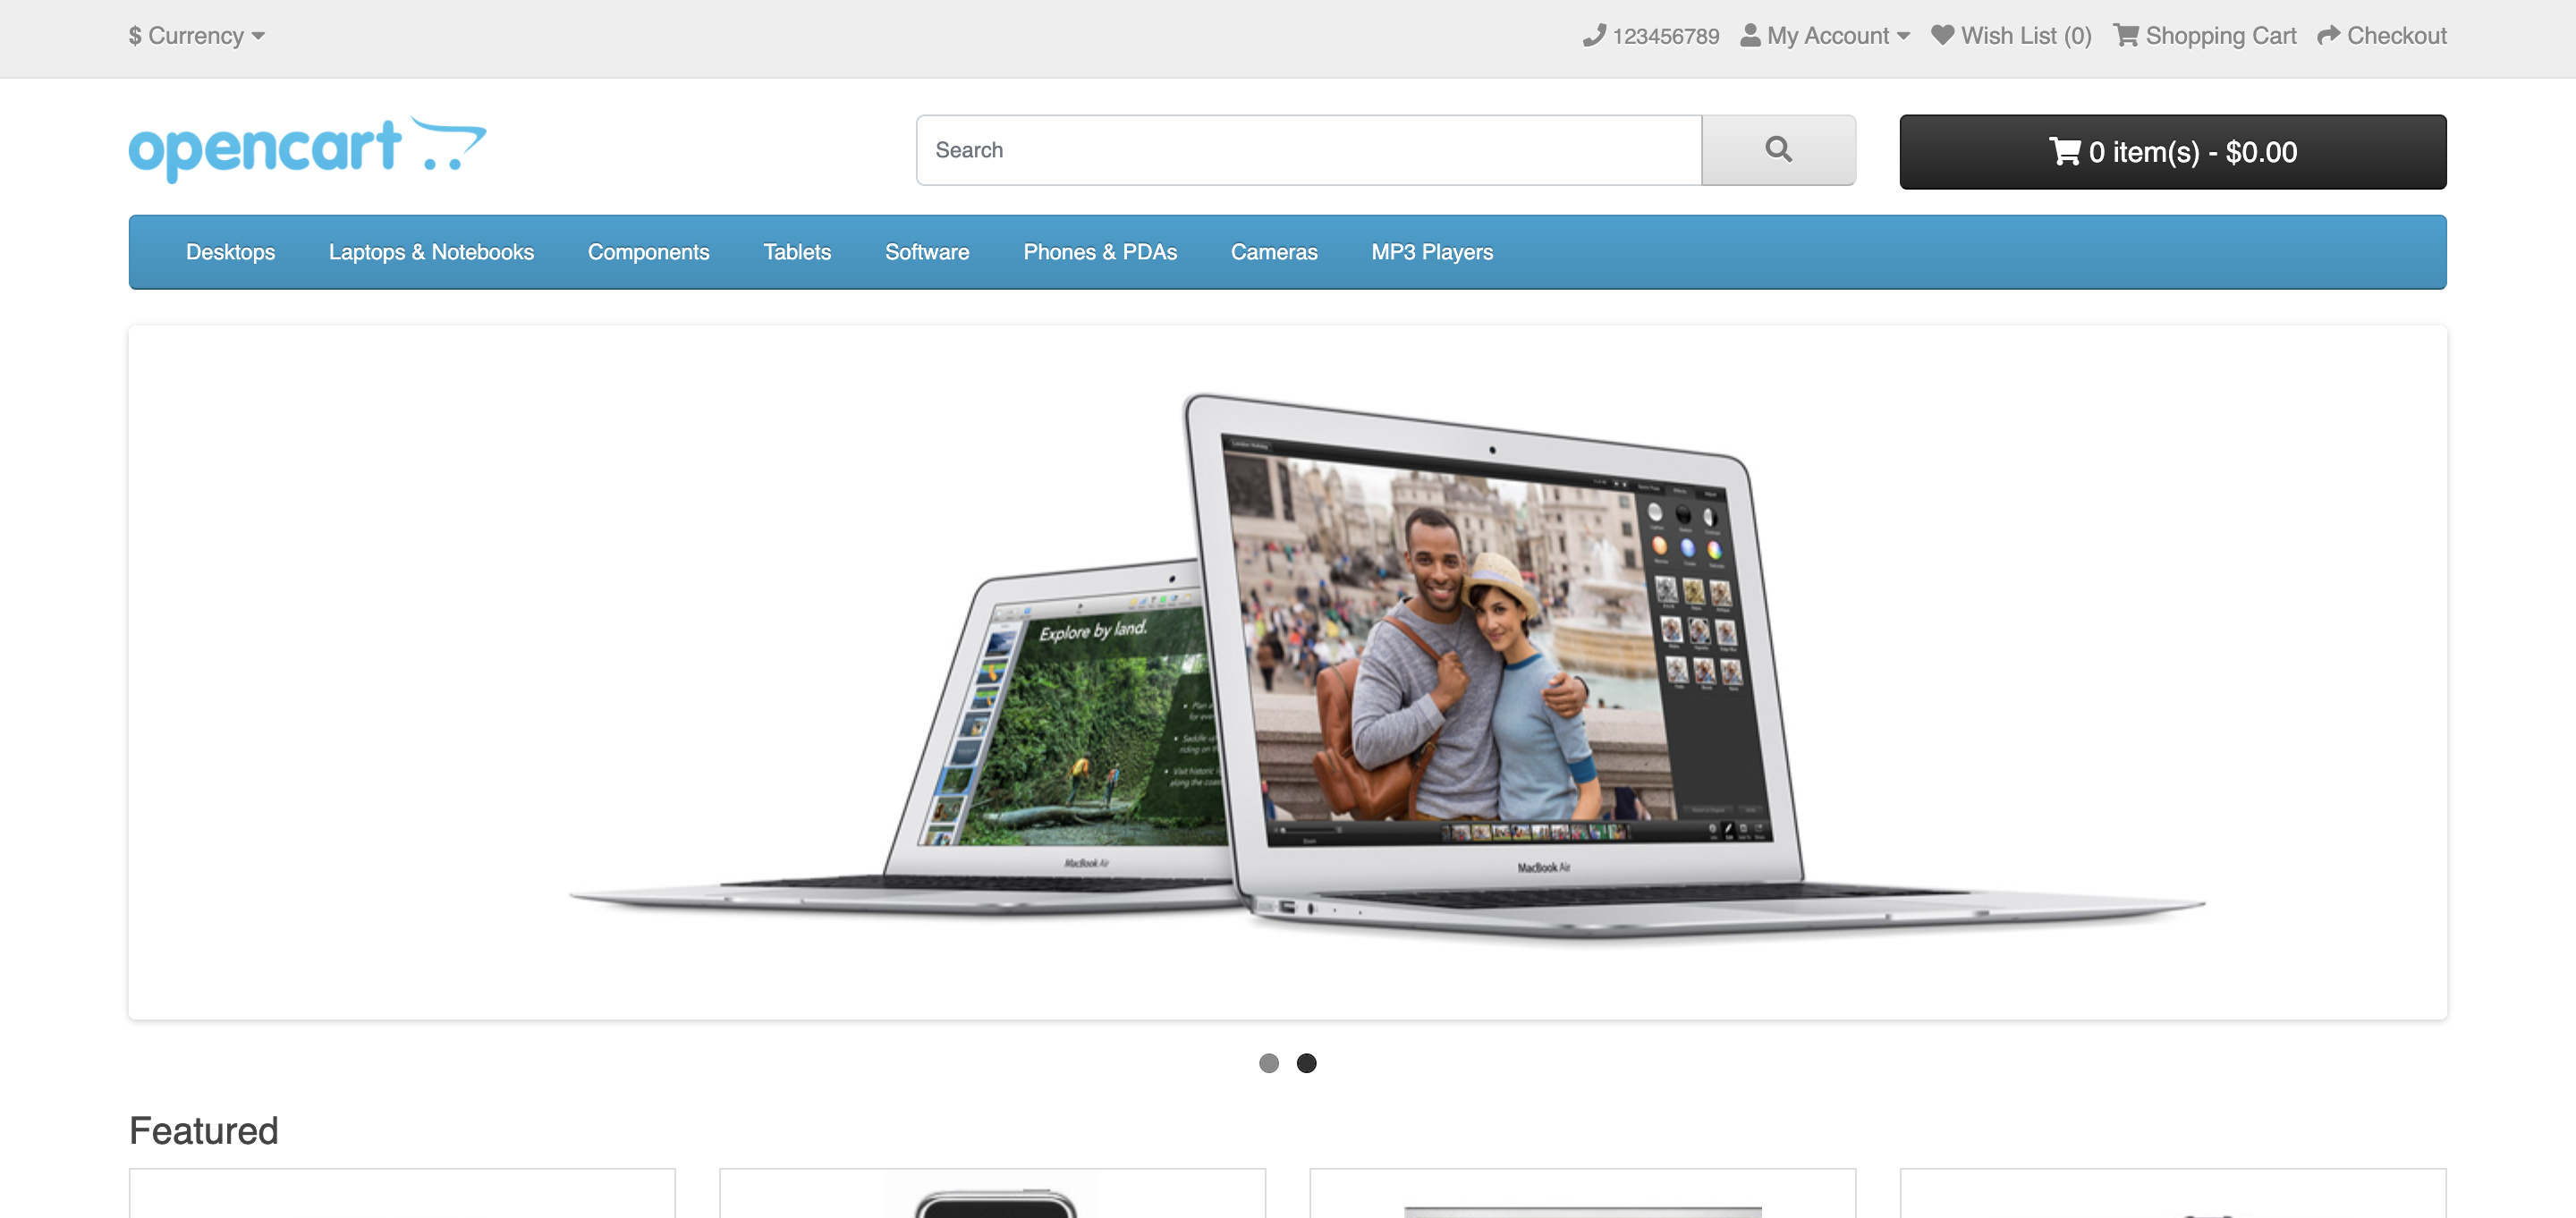 $ Currency
123456789 My Account Wish List (0) Shopping Cart Checkout
opencart
Search
0 item(s) - $0.00
Desktops Laptops & Notebooks Components Tablets Software Phones & PDAs Cameras MP3 Players
Explore by land.
MacBook Air
MacBook Air
Featured